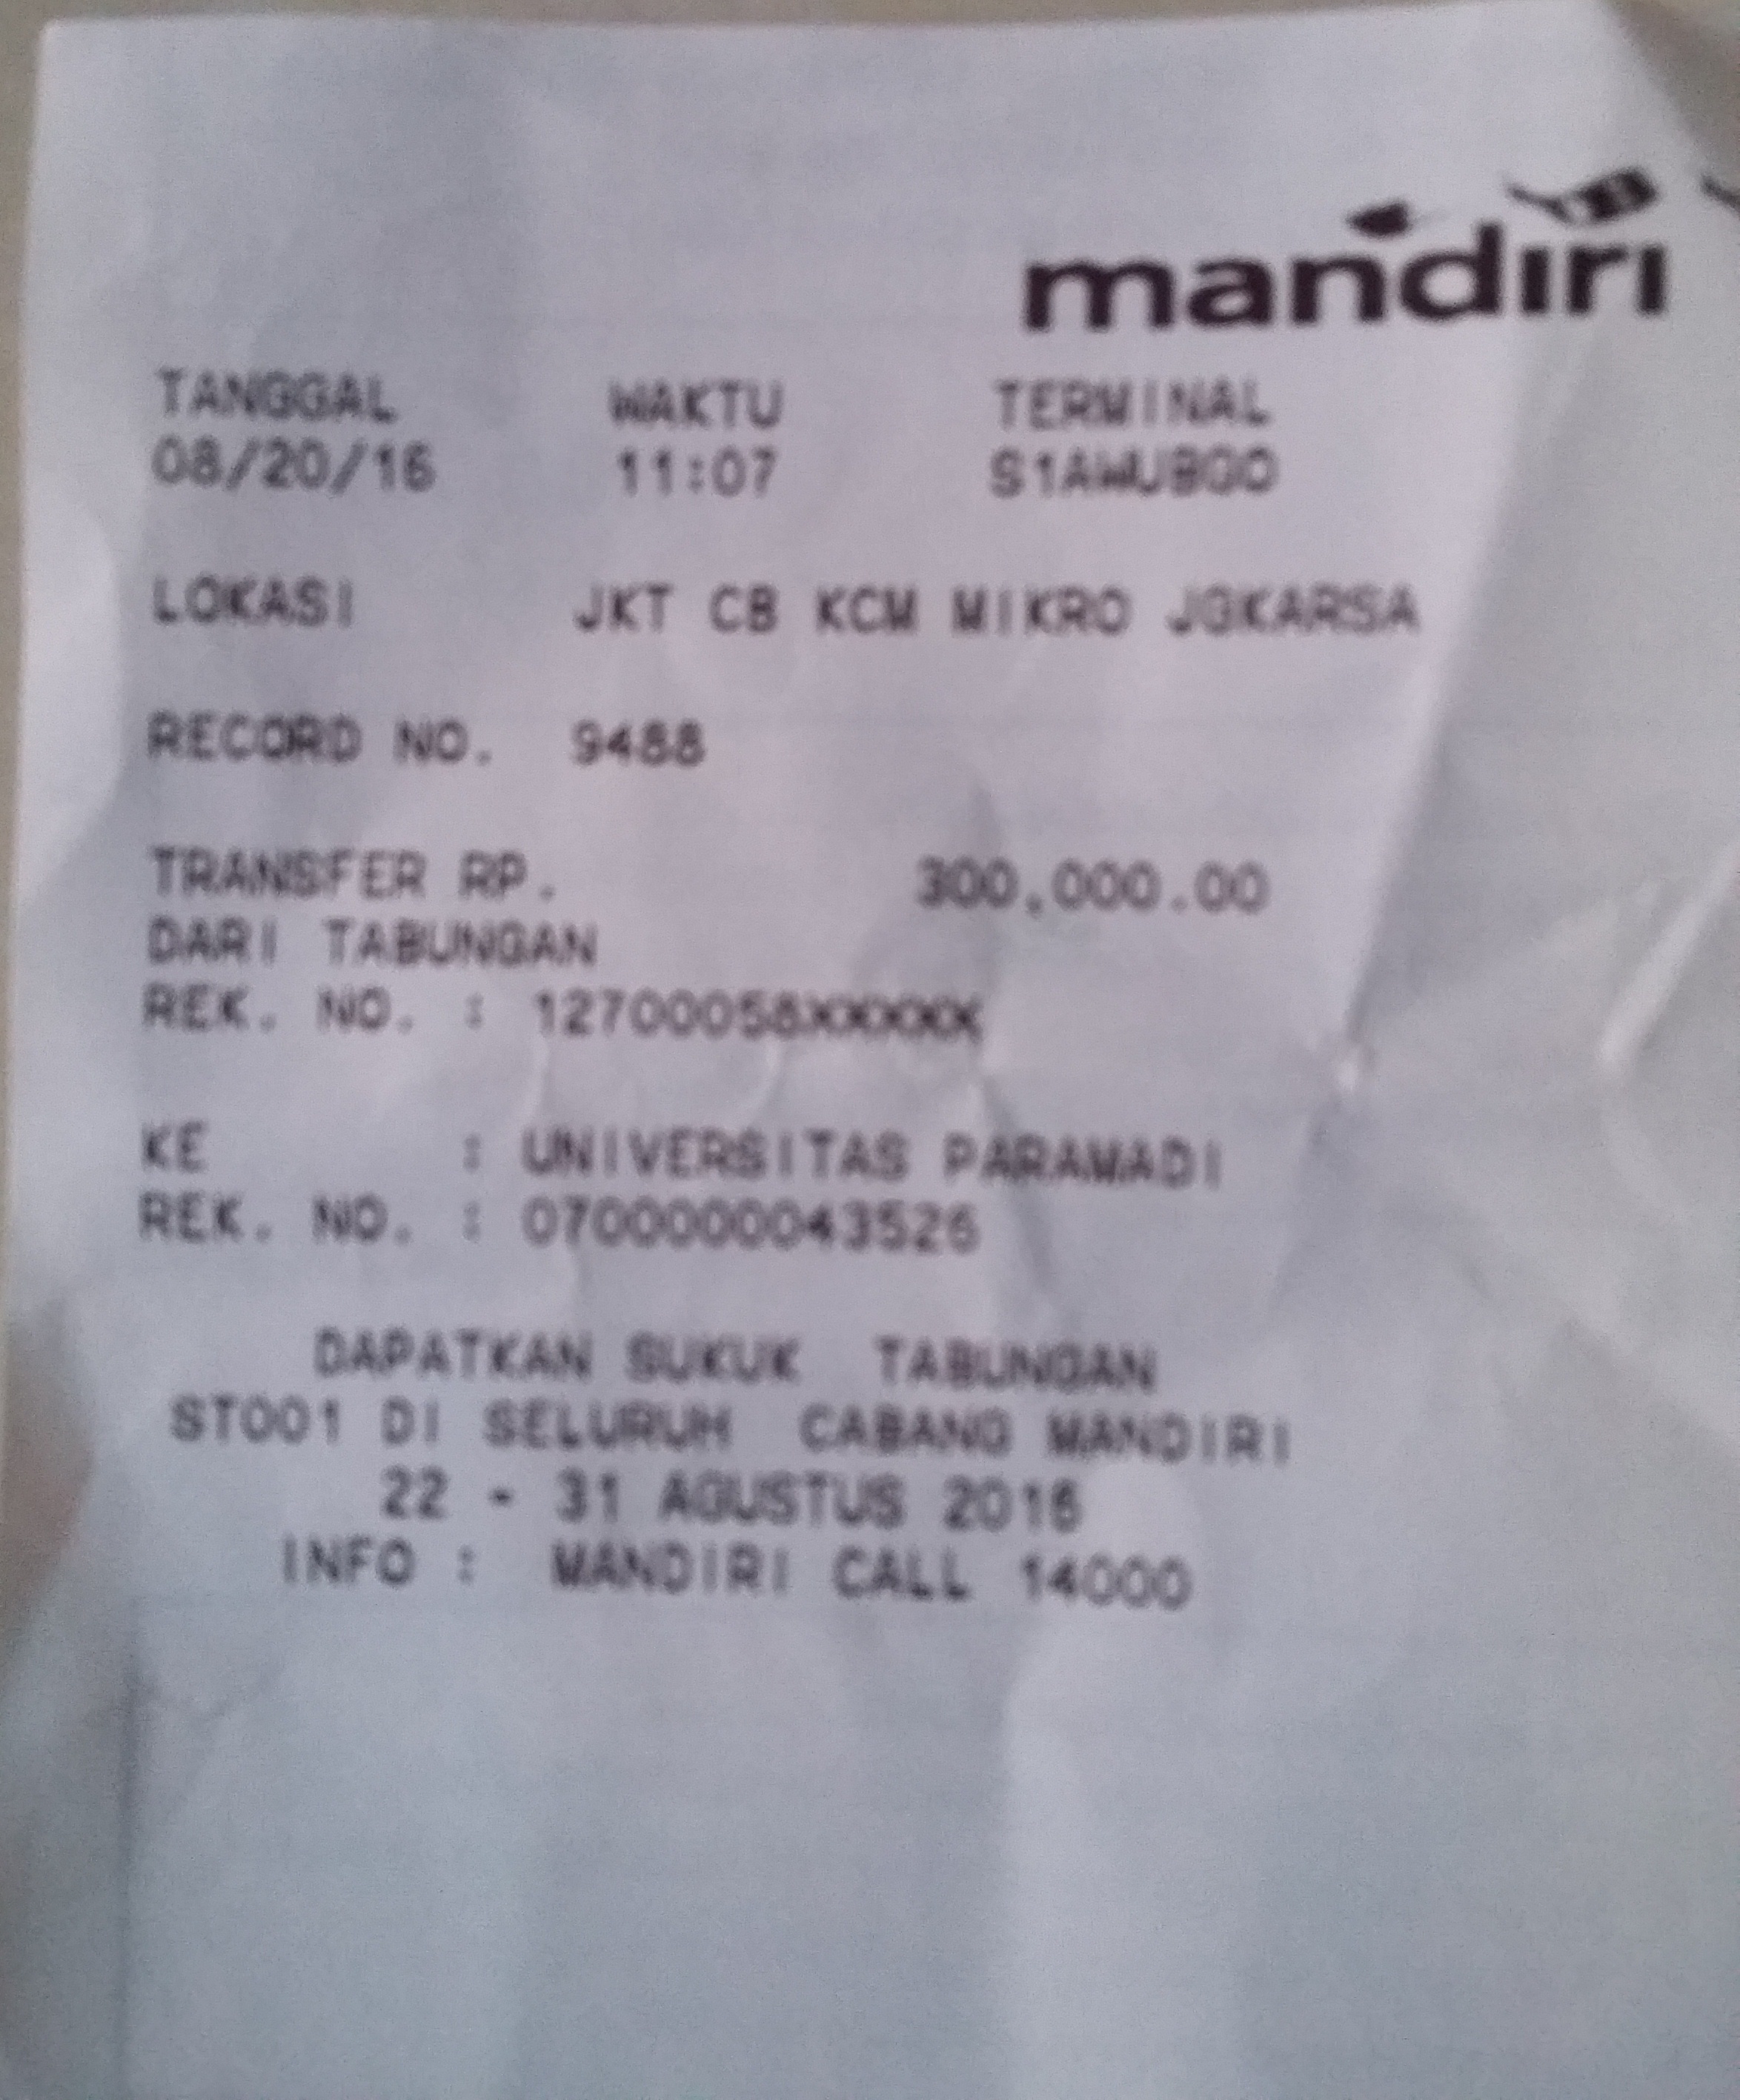 mandiri
TANGGAL WAKTU TERMINAL
08/20/16 11:07 S1AWUBGO
LOKASI JKT CB KCM MIKRO JGKARSA
RECORD NO. 9488
TRANSFER RP. 300,000.00
DARI TABUNGAN
REK. NO. : 12700058XXXXX
KE : UNIVERSITAS PARAMADI
REK. NO. : 0700000043526
DAPATKAN SUKUK TABUNGAN
ST001 DI SELURUH CABANG MANDIRI
22 - 31 AGUSTUS 2016
INFO : MANDIRI CALL 14000